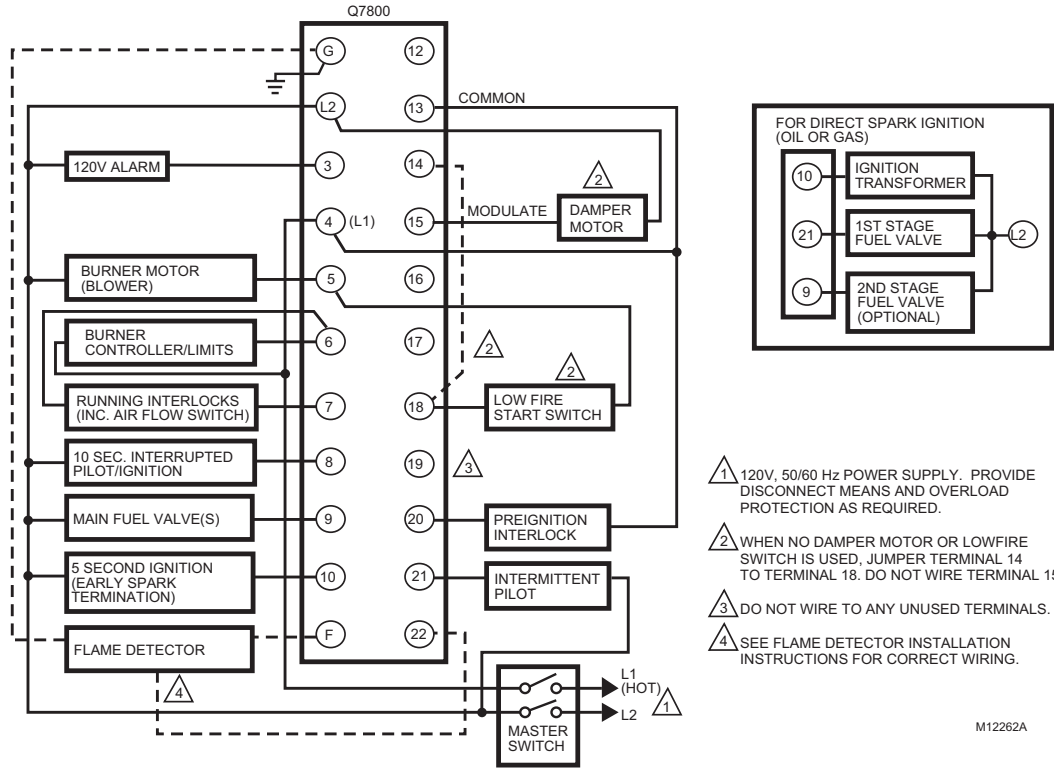 Q7800
G
12
L2
13
COMMON
120V ALARM
3
14
2
4
(L1)
15
MODULATE
DAMPER
MOTOR
BURNER MOTOR
(BLOWER)
5
16
BURNER
CONTROLLER/LIMITS
6
17
2
2
RUNNING INTERLOCKS
(INC. AIR FLOW SWITCH)
7
18
LOW FIRE
START SWITCH
10 SEC. INTERRUPTED
PILOT/IGNITION
8
19
3
MAIN FUEL VALVE(S)
9
20
PREIGNITION
INTERLOCK
5 SECOND IGNITION
(EARLY SPARK
TERMINATION)
10
21
INTERMITTENT
PILOT
FLAME DETECTOR
F
22
4
L1
(HOT)
L2
1
MASTER
SWITCH
FOR DIRECT SPARK IGNITION
(OIL OR GAS)
10
IGNITION
TRANSFORMER
21
1ST STAGE
FUEL VALVE
L2
9
2ND STAGE
FUEL VALVE
(OPTIONAL)
1 120V, 50/60 Hz POWER SUPPLY. PROVIDE
DISCONNECT MEANS AND OVERLOAD
PROTECTION AS REQUIRED.
2 WHEN NO DAMPER MOTOR OR LOWFIRE
SWITCH IS USED, JUMPER TERMINAL 14
TO TERMINAL 18. DO NOT WIRE TERMINAL 15
3 DO NOT WIRE TO ANY UNUSED TERMINALS.
4 SEE FLAME DETECTOR INSTALLATION
INSTRUCTIONS FOR CORRECT WIRING.
M12262A